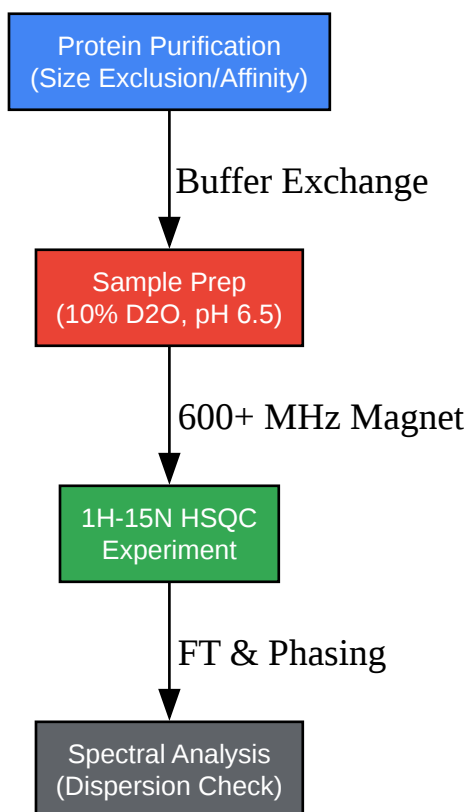 Protein Purification
(Size Exclusion/Affinity)
Buffer Exchange
Sample Prep
(10% D2O, pH 6.5)
600+ MHz Magnet
1H-15N HSQC
Experiment
FT & Phasing
Spectral Analysis
(Dispersion Check)